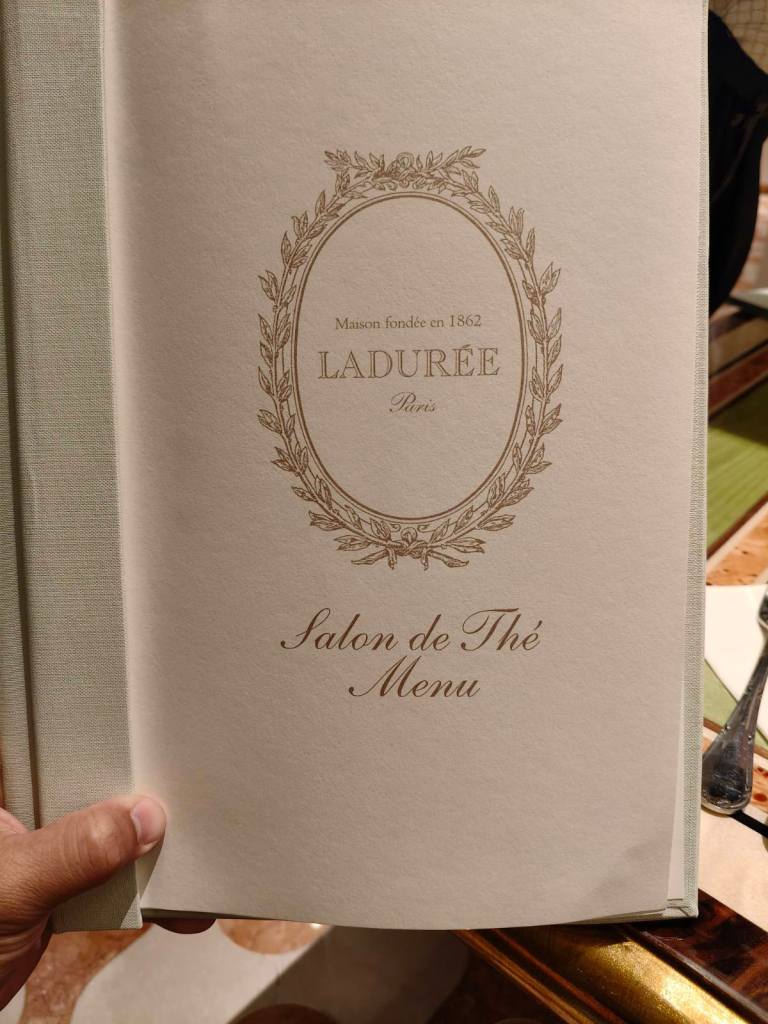 Maison fondée en 1862
LADURÉE
Paris
Salon de Thé
Menu